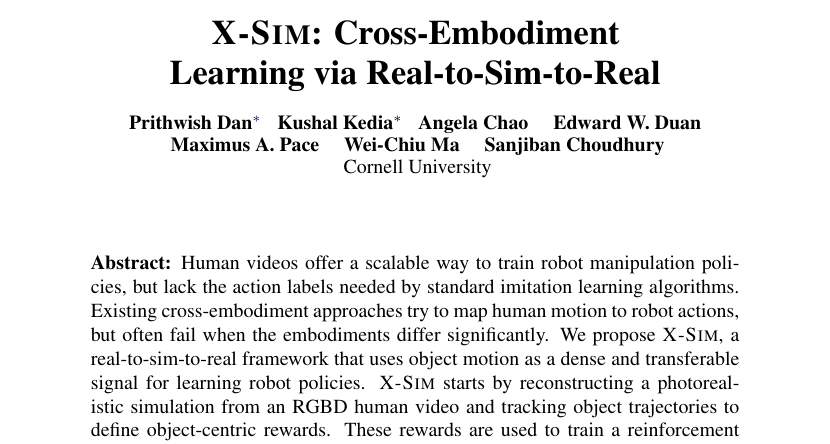 X-SIM: Cross-Embodiment
Learning via Real-to-Sim-to-Real
Prithwish Dan* Kushal Kedia* Angela Chao Edward W. Duan
Maximus A. Pace Wei-Chiu Ma Sanjiban Choudhury
Cornell University
Abstract: Human videos offer a scalable way to train robot manipulation poli-
cies, but lack the action labels needed by standard imitation learning algorithms.
Existing cross-embodiment approaches try to map human motion to robot actions,
but often fail when the embodiments differ significantly. We propose X-SIM, a
real-to-sim-to-real framework that uses object motion as a dense and transferable
signal for learning robot policies. X-SIM starts by reconstructing a photoreal-
istic simulation from an RGBD human video and tracking object trajectories to
define object-centric rewards. These rewards are used to train a reinforcement